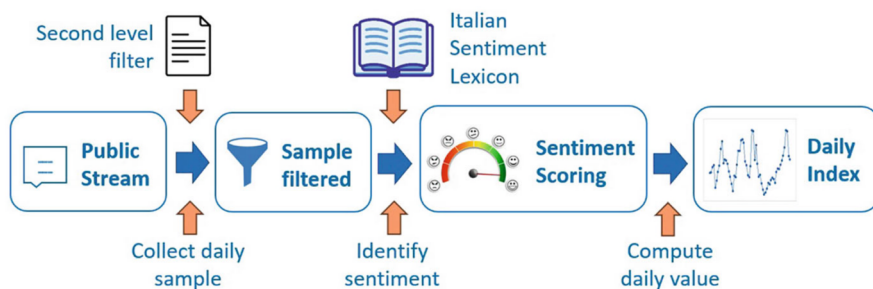 Second level
filter
Italian
Sentiment
Lexicon
Public
Stream
Sample
filtered
Sentiment
Scoring
Daily
Index
Collect daily
sample
Identify
sentiment
Compute
daily value